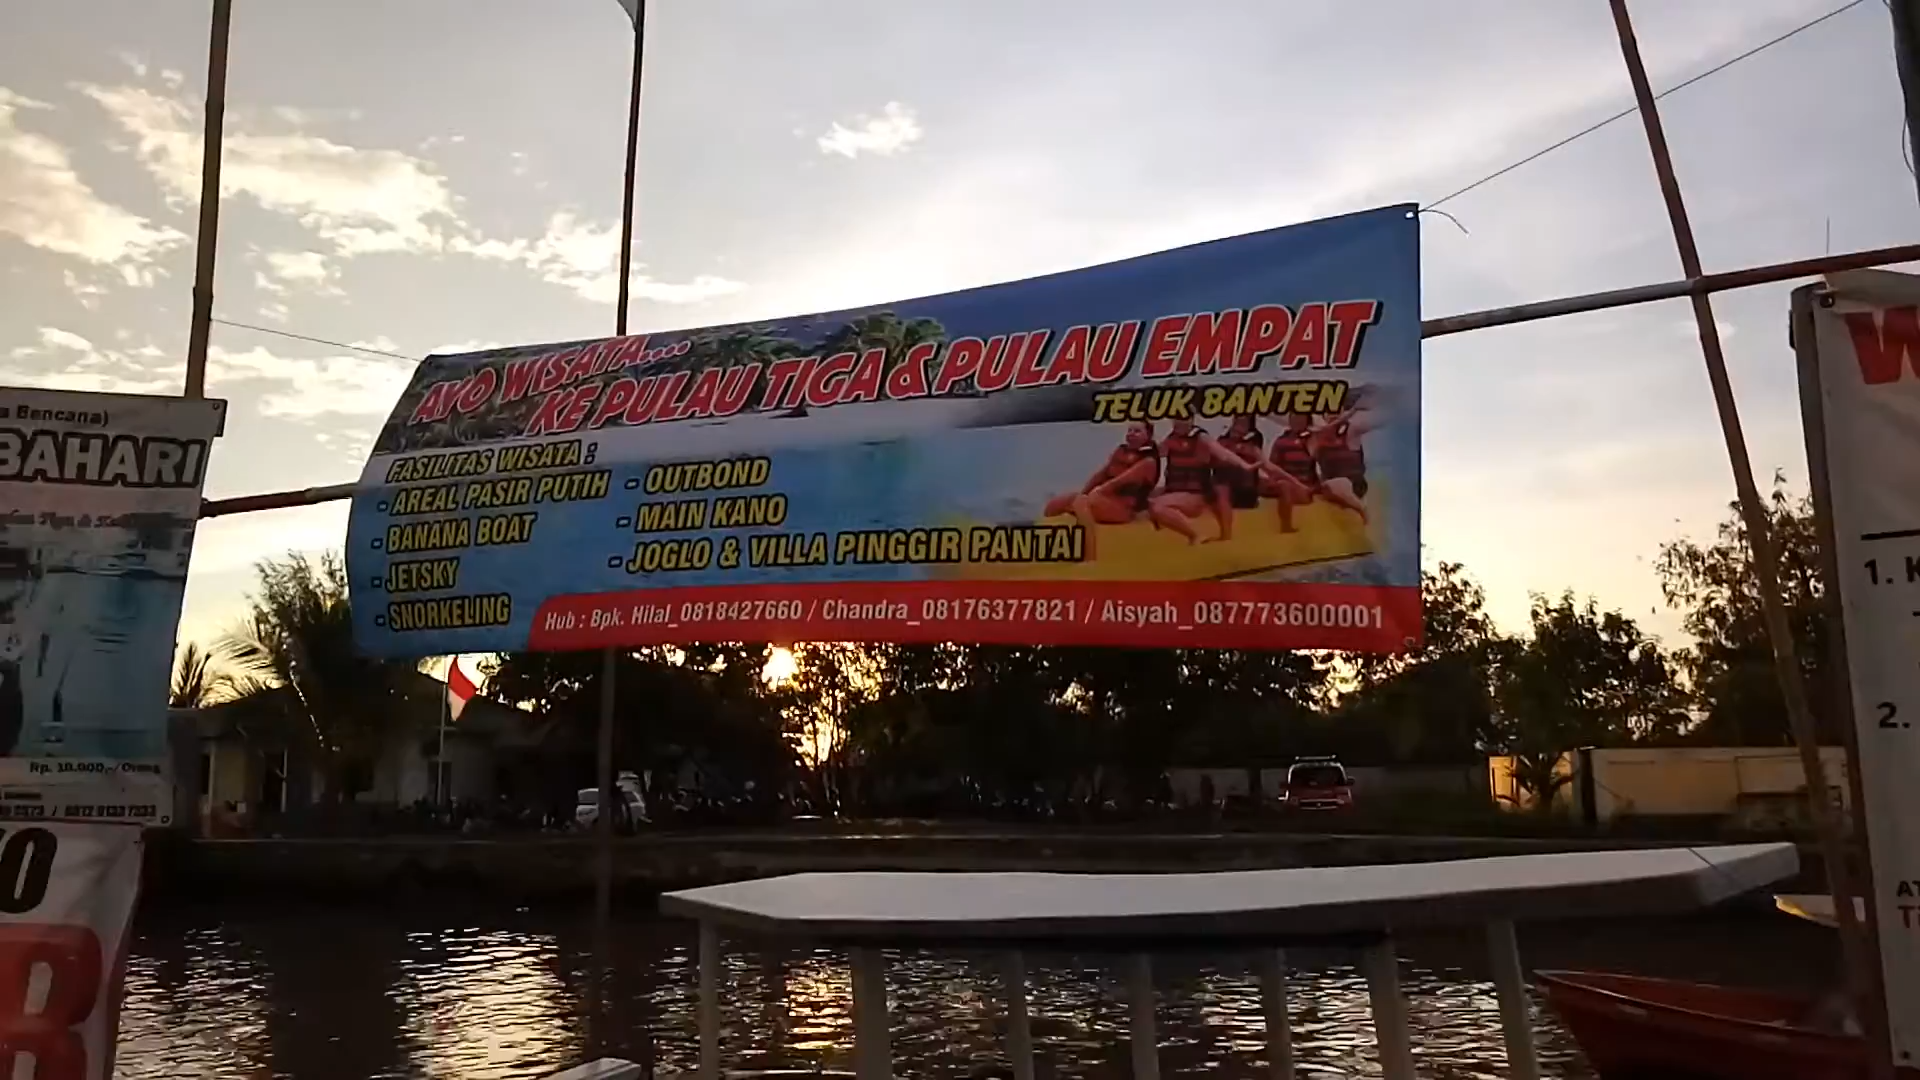 AYO WISATA....
KE PULAU TIGA & PULAU EMPAT
TELUK BANTEN
FASILITAS WISATA :
- AREAL PASIR PUTIH
- BANANA BOAT
- JETSKY
- SNORKELING
- OUTBOND
- MAIN KANO
- JOGLO & VILLA PINGGIR PANTAI
Hub : Bpk. Hilal_0818427660 / Chandra_08176377821 / Aisyah_087773600001
a Bencana)
BAHARI
Rp. 10.000,-/Orang
O
R
W
1. K
2.